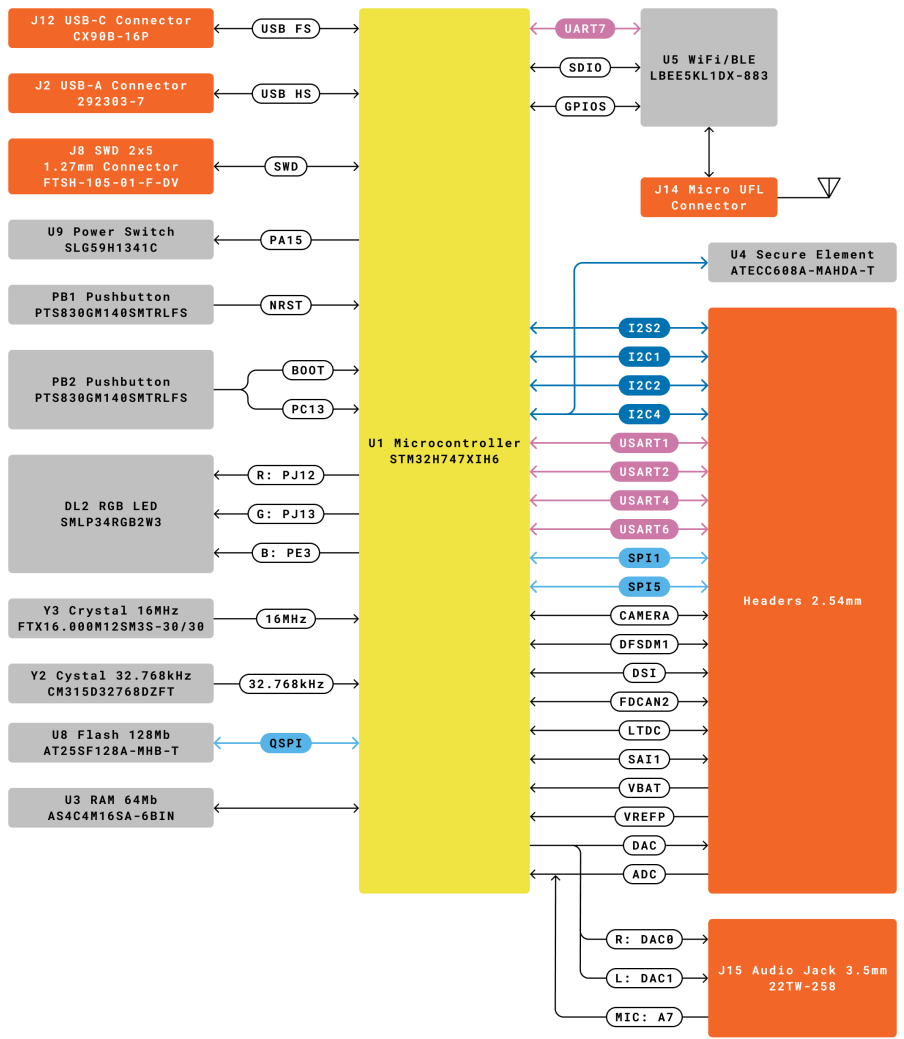 J12 USB-C Connector
CX90B-16P
USB FS
J2 USB-A Connector
292303-7
USB HS
J8 SWD 2x5
1.27mm Connector
FTSH-105-01-F-DV
SWD
U9 Power Switch
SLG59H1341C
PA15
PB1 Pushbutton
PTS830GM140SMTRLFS
NRST
PB2 Pushbutton
PTS830GM140SMTRLFS
BOOT
PC13
DL2 RGB LED
SMLP34RGB2W3
R: PJ12
G: PJ13
B: PE3
Y3 Crystal 16MHz
FTX16.000M12SM3S-30/30
16MHz
Y2 Cystal 32.768kHz
CM315D32768DZFT
32.768kHz
U8 Flash 128Mb
AT25SF128A-MHB-T
QSPI
U3 RAM 64Mb
AS4C4M16SA-6BIN
U1 Microcontroller
STM32H747XIH6
UART7
SDIO
GPIOS
U5 WiFi/BLE
LBEE5KL1DX-883
J14 Micro UFL
Connector
U4 Secure Element
ATECC608A-MAHDA-T
I2S2
I2C1
I2C2
I2C4
USART1
USART2
USART4
USART6
SPI1
SPI5
CAMERA
DFSDM1
DSI
FDCAN2
LTDC
SAI1
VBAT
VREFP
DAC
ADC
Headers 2.54mm
R: DAC0
L: DAC1
MIC: A7
J15 Audio Jack 3.5mm
22TW-258